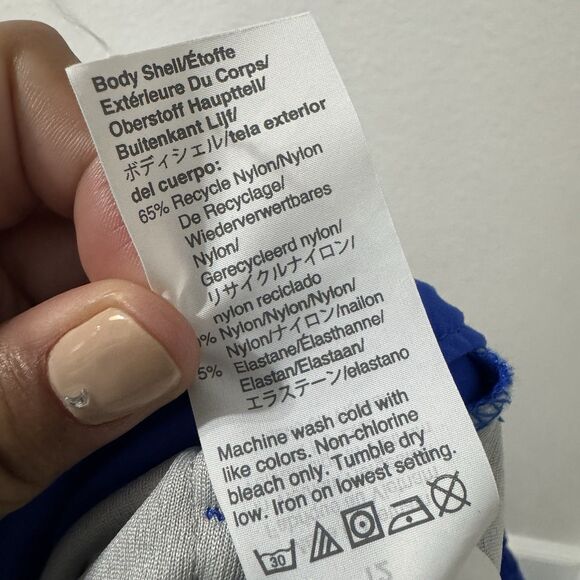 Body Shell/Étoffe
Extérieure Du Corps/
Oberstoff Hauptteil/
Buitenkant Lijf/
ボディシェル/tela exterior
del cuerpo:
65% Recycle Nylon/Nylon
De Recyclage/
Wiederverwertbares
Nylon/
Gerecycleerd nylon/
リサイクルナイロン/
nylon reciclado
0% Nylon/Nylon/Nylon/
Nylon/ナイロン/nailon
5% Elastane/Élasthanne/
Elastan/Elastaan/
エラステーン/elastano
Machine wash cold with
like colors. Non-chlorine
bleach only. Tumble dry
low. Iron on lowest setting.
30